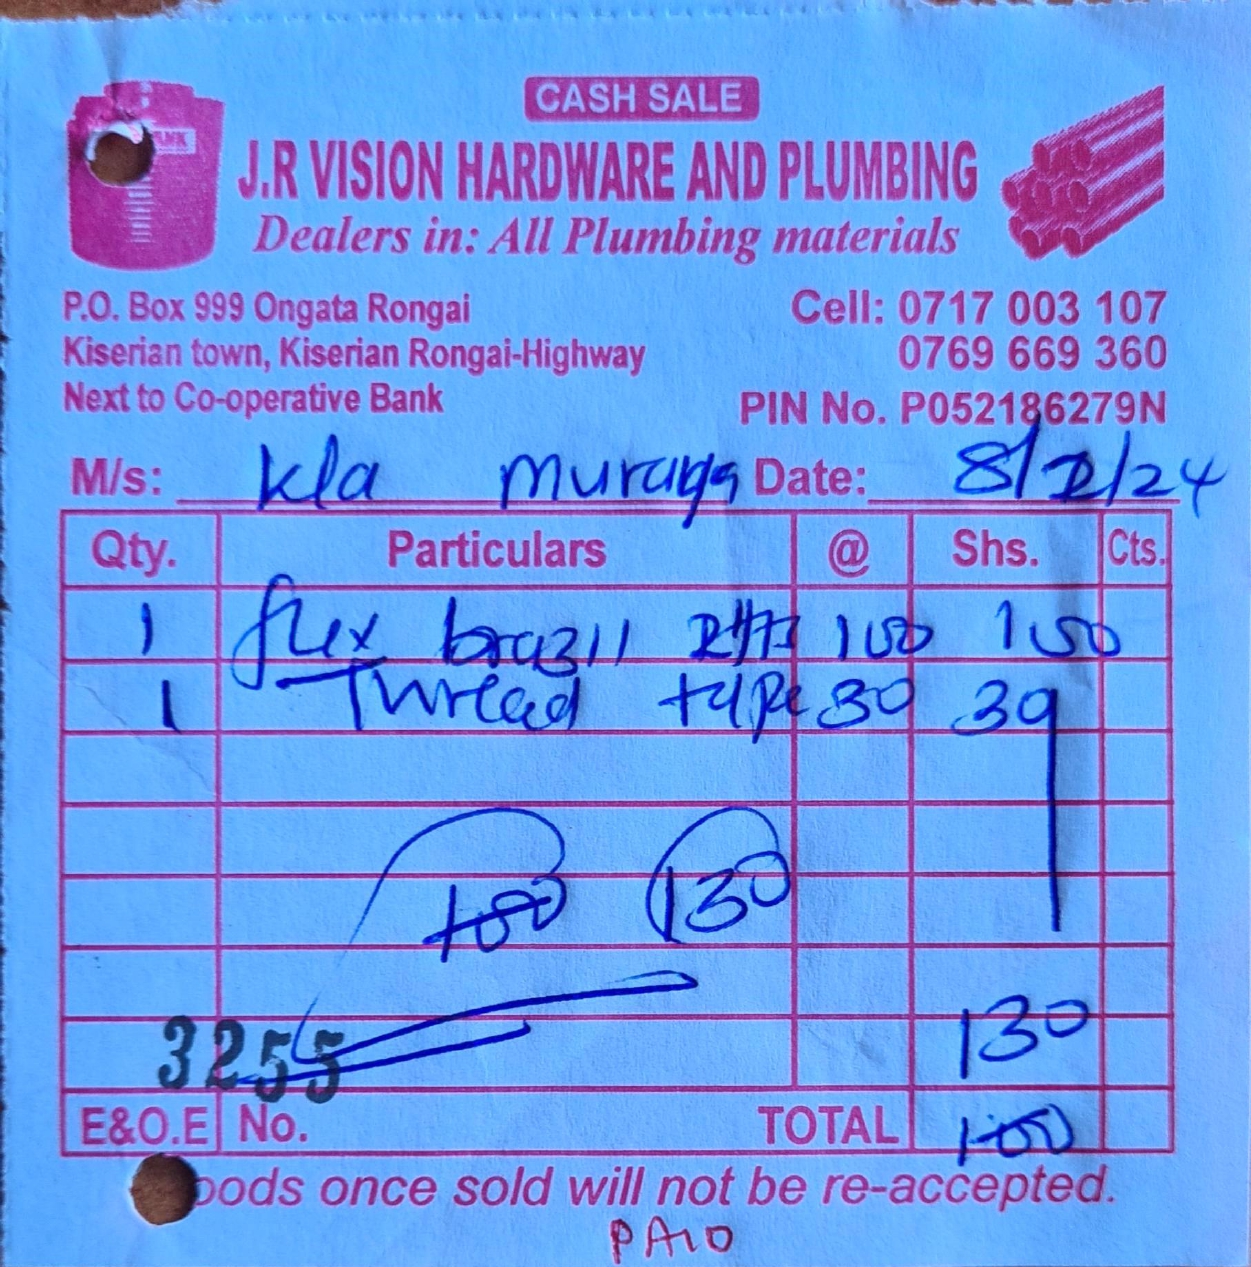 CASH SALE
J.R VISION HARDWARE AND PLUMBING
Dealers in: All Plumbing materials
P.O. Box 999 Ongata Rongai
Kiserian town, Kiserian Rongai-Highway
Next to Co-operative Bank
Cell: 0717 003 107
0769 669 360
PIN No. P052186279N
M/s: Kla muraya Date: 8/2/24
Qty. Particulars @ Shs. Cts.
1 flex brazil 100 100
1 Thread tape 30 30
100 130
130
3255
E&O.E No. TOTAL 100
oods once sold will not be re-accepted.
PAID